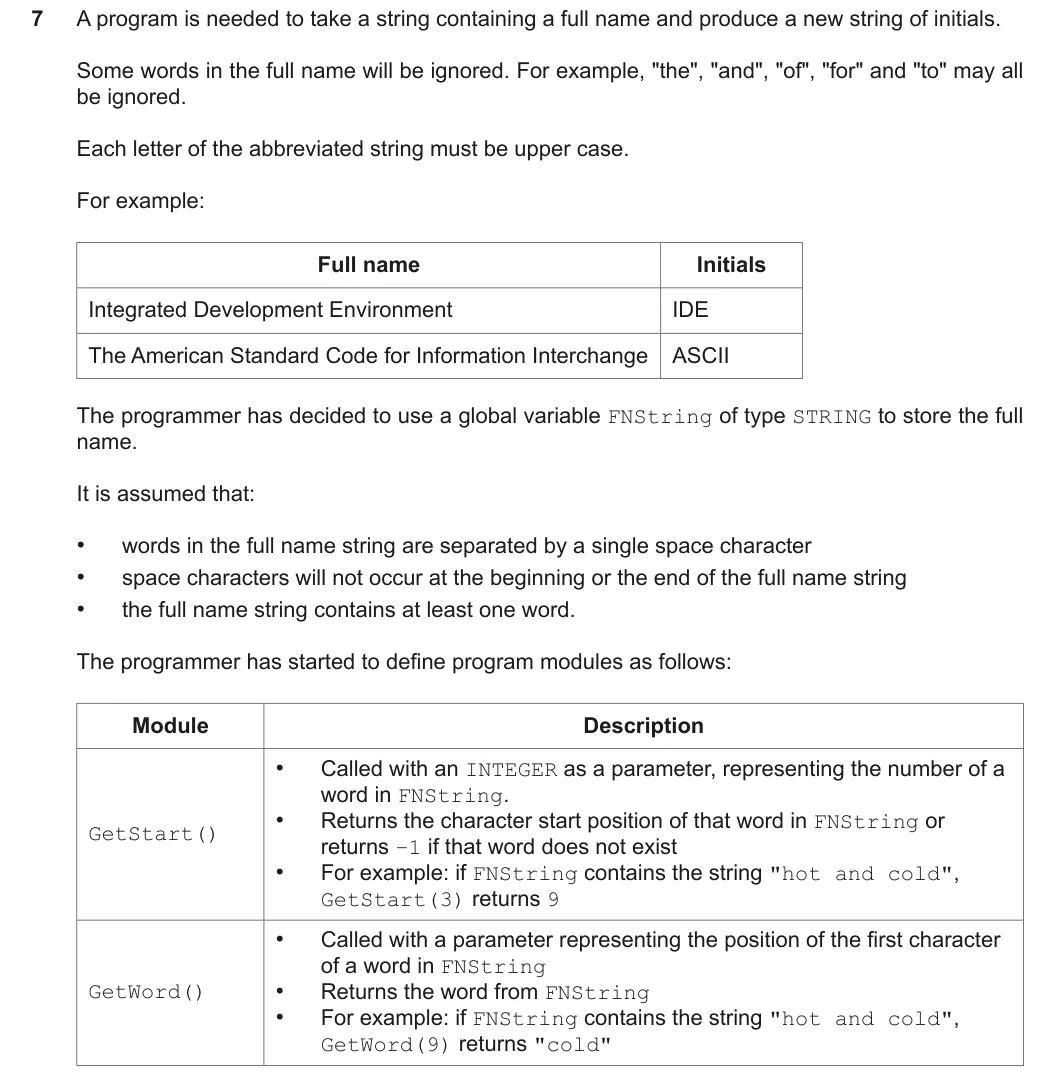 7 A program is needed to take a string containing a full name and produce a new string of initials.
Some words in the full name will be ignored. For example, "the", "and", "of", "for" and "to" may all
be ignored.
Each letter of the abbreviated string must be upper case.
For example:
Full name Initials
Integrated Development Environment IDE
The American Standard Code for Information Interchange ASCII
The programmer has decided to use a global variable FNString of type STRING to store the full
name.
It is assumed that:
• words in the full name string are separated by a single space character
• space characters will not occur at the beginning or the end of the full name string
• the full name string contains at least one word.
The programmer has started to define program modules as follows:
Module Description
GetStart()
• Called with an INTEGER as a parameter, representing the number of a
word in FNString.
• Returns the character start position of that word in FNString or
returns -1 if that word does not exist
• For example: if FNString contains the string "hot and cold",
GetStart(3) returns 9
GetWord()
• Called with a parameter representing the position of the first character
of a word in FNString
• Returns the word from FNString
• For example: if FNString contains the string "hot and cold",
GetWord(9) returns "cold"